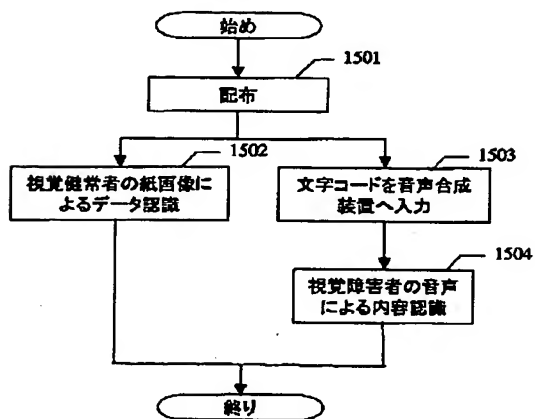 始め
1501
配布
1502
視覚健常者の紙画像に
よるデータ認識
1503
文字コードを音声合成
装置へ入力
1504
視覚障害者の音声
による内容認識
終り